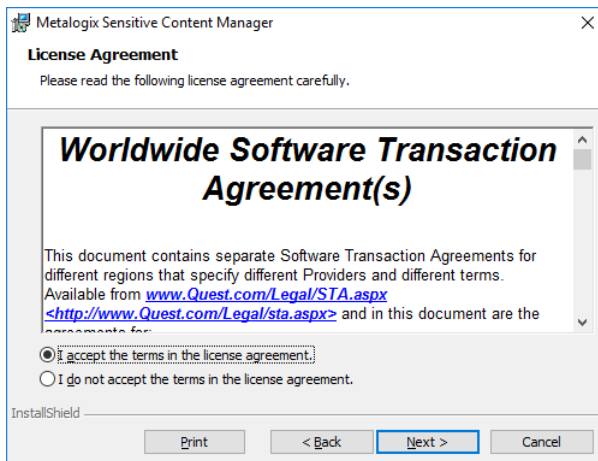 Metalogix Sensitive Content Manager
License Agreement
Please read the following license agreement carefully.
Worldwide Software Transaction
Agreement(s)
This document contains separate Software Transaction Agreements for
different regions that specify different Providers and different terms.
Available from www.Quest.com/Legal/STA.aspx
<http://www.Quest.com/Legal/sta.aspx> and in this document are the
agreements for:
I accept the terms in the license agreement.
I do not accept the terms in the license agreement.
InstallShield
Print
< Back
Next >
Cancel